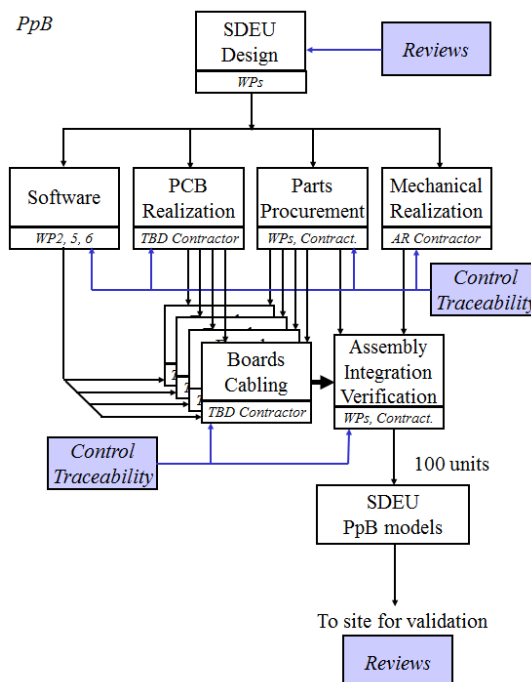 PpB
SDEU
Design
WPs
Reviews
Software
WP2, 5, 6
PCB
Realization
TBD Contractor
Parts
Procurement
WPs, Contract.
Mechanical
Realization
AR Contractor
Control
Traceability
T
T
T
Boards
Cabling
TBD Contractor
Assembly
Integration
Verification
WPs, Contract.
Control
Traceability
100 units
SDEU
PpB models
To site for validation
Reviews